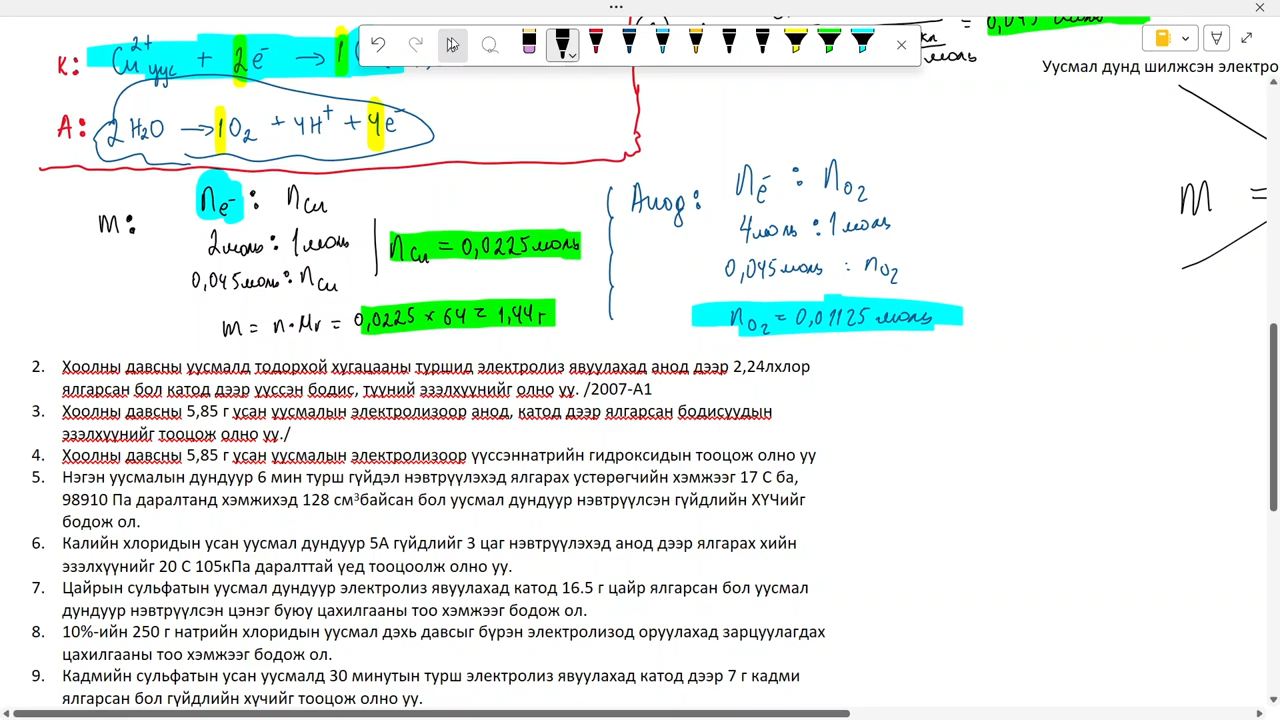 K: Cu²⁺ уус + 2e⁻ → 1
A: 2H₂O → 1O₂ + 4H⁺ + 4e⁻
моль
Уусмал дунд шилжсэн электро
m: nₑ⁻ : nCu
2моль : 1моль
0,045моль : nCu
nCu = 0,0225моль
m = n·Mr = 0,0225 × 64 = 1,44г
Анод: nₑ⁻ : nO₂
4моль : 1моль
0,045моль : nO₂
nO₂ = 0,01125 моль
m =
2. Хоолны давсны уусмалд тодорхой хугацааны туршид электролиз явуулахад анод дээр 2,24лхлор
ялгарсан бол катод дээр үүссэн бодис, түүний эзэлхүүнийг олно уу. /2007-А1
3. Хоолны давсны 5,85 г усан уусмалын электролизоор анод, катод дээр ялгарсан бодисуудын
эзэлхүүнийг тооцож олно уу./
4. Хоолны давсны 5,85 г усан уусмалын электролизоор үүссэннатрийн гидроксидын тооцож олно уу
5. Нэгэн уусмалын дундуур 6 мин турш гүйдэл нэвтрүүлэхэд ялгарах устөрөгчийн хэмжээг 17 С ба,
98910 Па даралтанд хэмжихэд 128 см³байсан бол уусмал дундуур нэвтрүүлсэн гүйдлийн ХҮЧийг
бодож ол.
6. Калийн хлоридын усан уусмал дундуур 5А гүйдлийг 3 цаг нэвтрүүлэхэд анод дээр ялгарах хийн
эзэлхүүнийг 20 С 105кПа даралттай үед тооцоолж олно уу.
7. Цайрын сульфатын уусмал дундуур электролиз явуулахад катод 16.5 г цайр ялгарсан бол уусмал
дундуур нэвтрүүлсэн цэнэг буюу цахилгааны тоо хэмжээг бодож ол.
8. 10%-ийн 250 г натрийн хлоридын уусмал дэхь давсыг бүрэн электролизод оруулахад зарцуулагдах
цахилгааны тоо хэмжээг бодож ол.
9. Кадмийн сульфатын усан уусмалд 30 минутын турш электролиз явуулахад катод дээр 7 г кадми
ялгарсан бол гүйдлийн хүчийг тооцож олно уу.